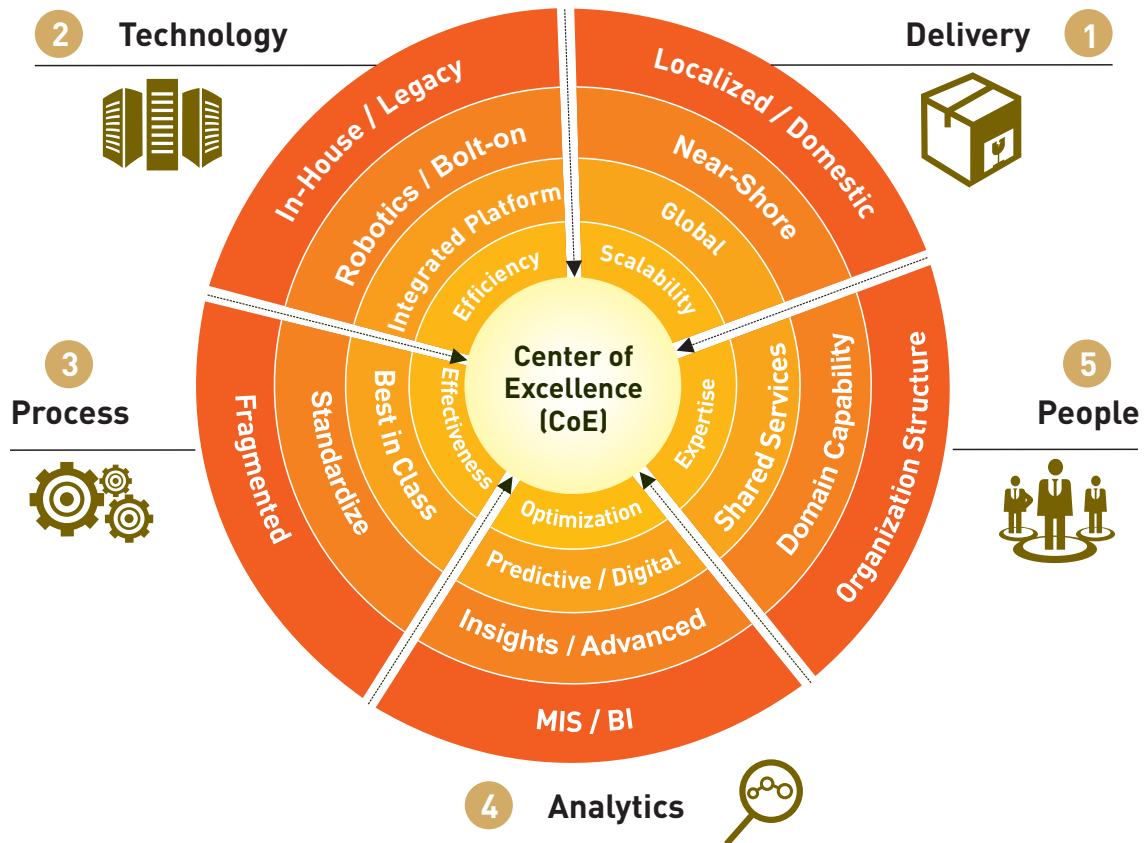 2 Technology
Delivery 1
In-House / Legacy
Robotics / Bolt-on
Integrated Platform
Efficiency
Localized / Domestic
Near-Shore
Global
Scalability
Center of
Excellence
(CoE)
3
Process
Fragmented
Standardize
Best in Class
Effectiveness
5
People
Expertise
Shared Services
Domain Capability
Organization Structure
Optimization
Predictive / Digital
Insights / Advanced
MIS / BI
4 Analytics